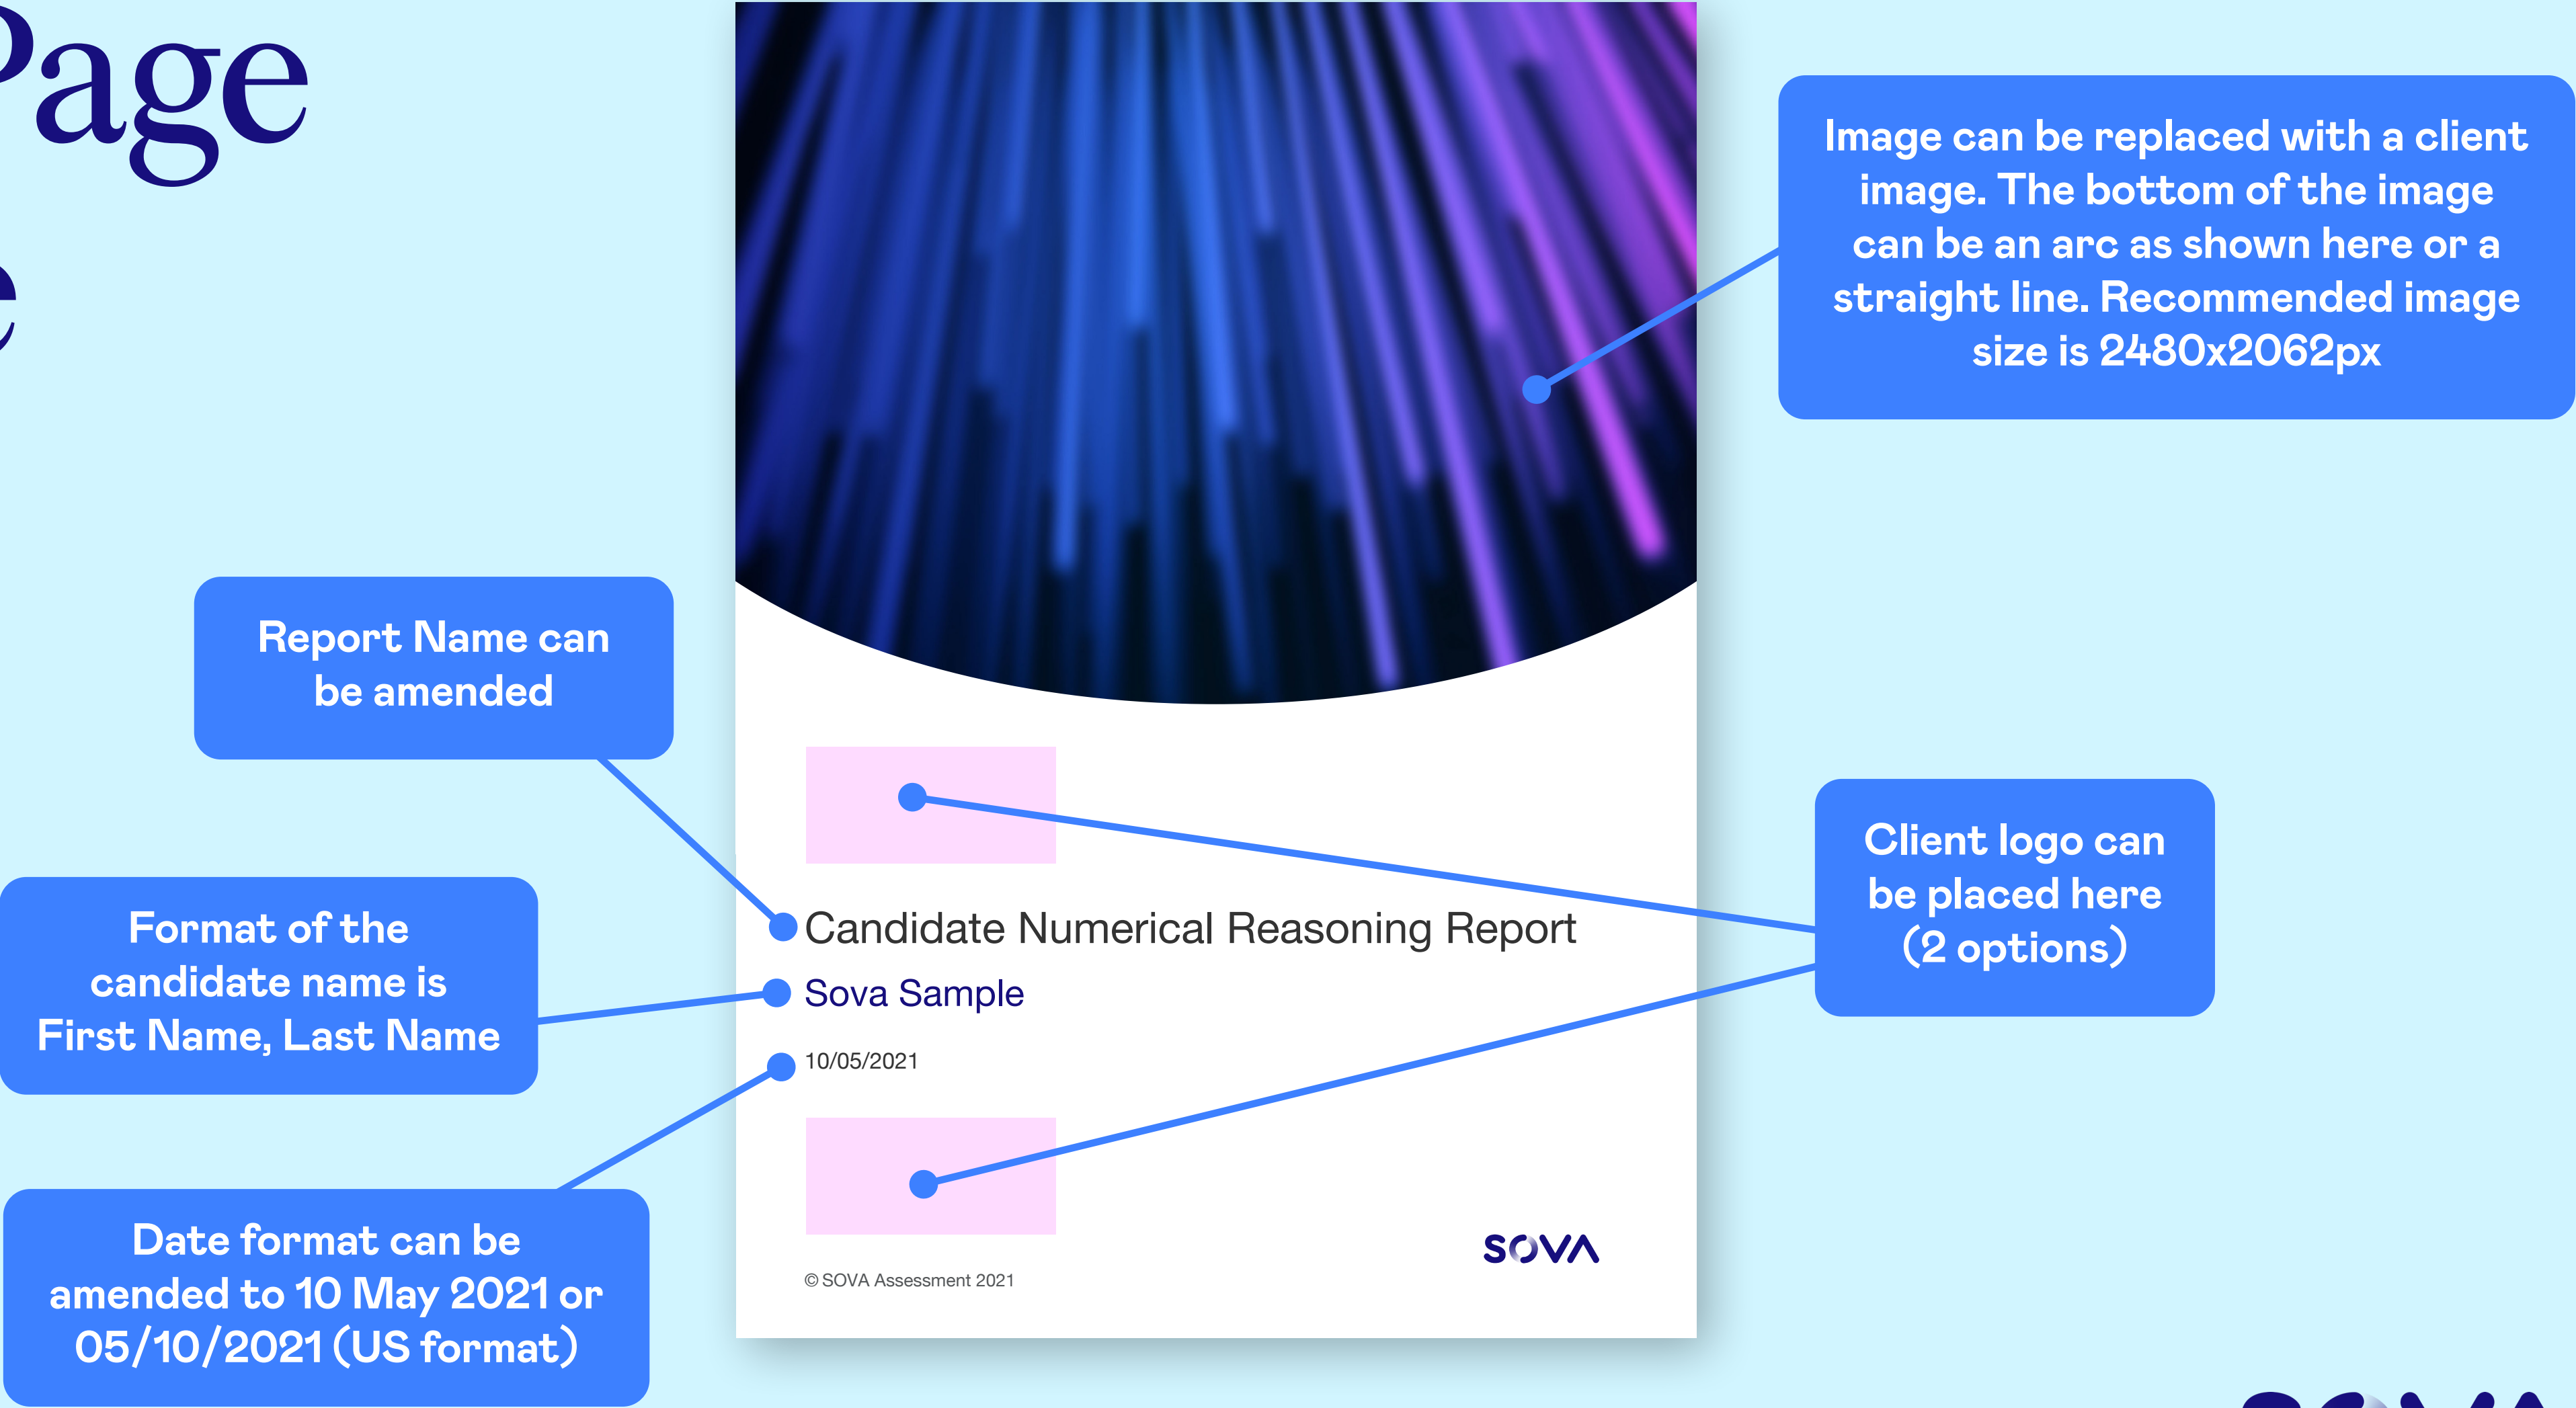 Page
Image can be replaced with a client
image. The bottom of the image
can be an arc as shown here or a
straight line. Recommended image
size is 2480x2062px
Report Name can
be amended
Client logo can
be placed here
(2 options)
Format of the
candidate name is
First Name, Last Name
Candidate Numerical Reasoning Report
Sova Sample
10/05/2021
Date format can be
amended to 10 May 2021 or
05/10/2021 (US format)
SOVA
© SOVA Assessment 2021
SOVA